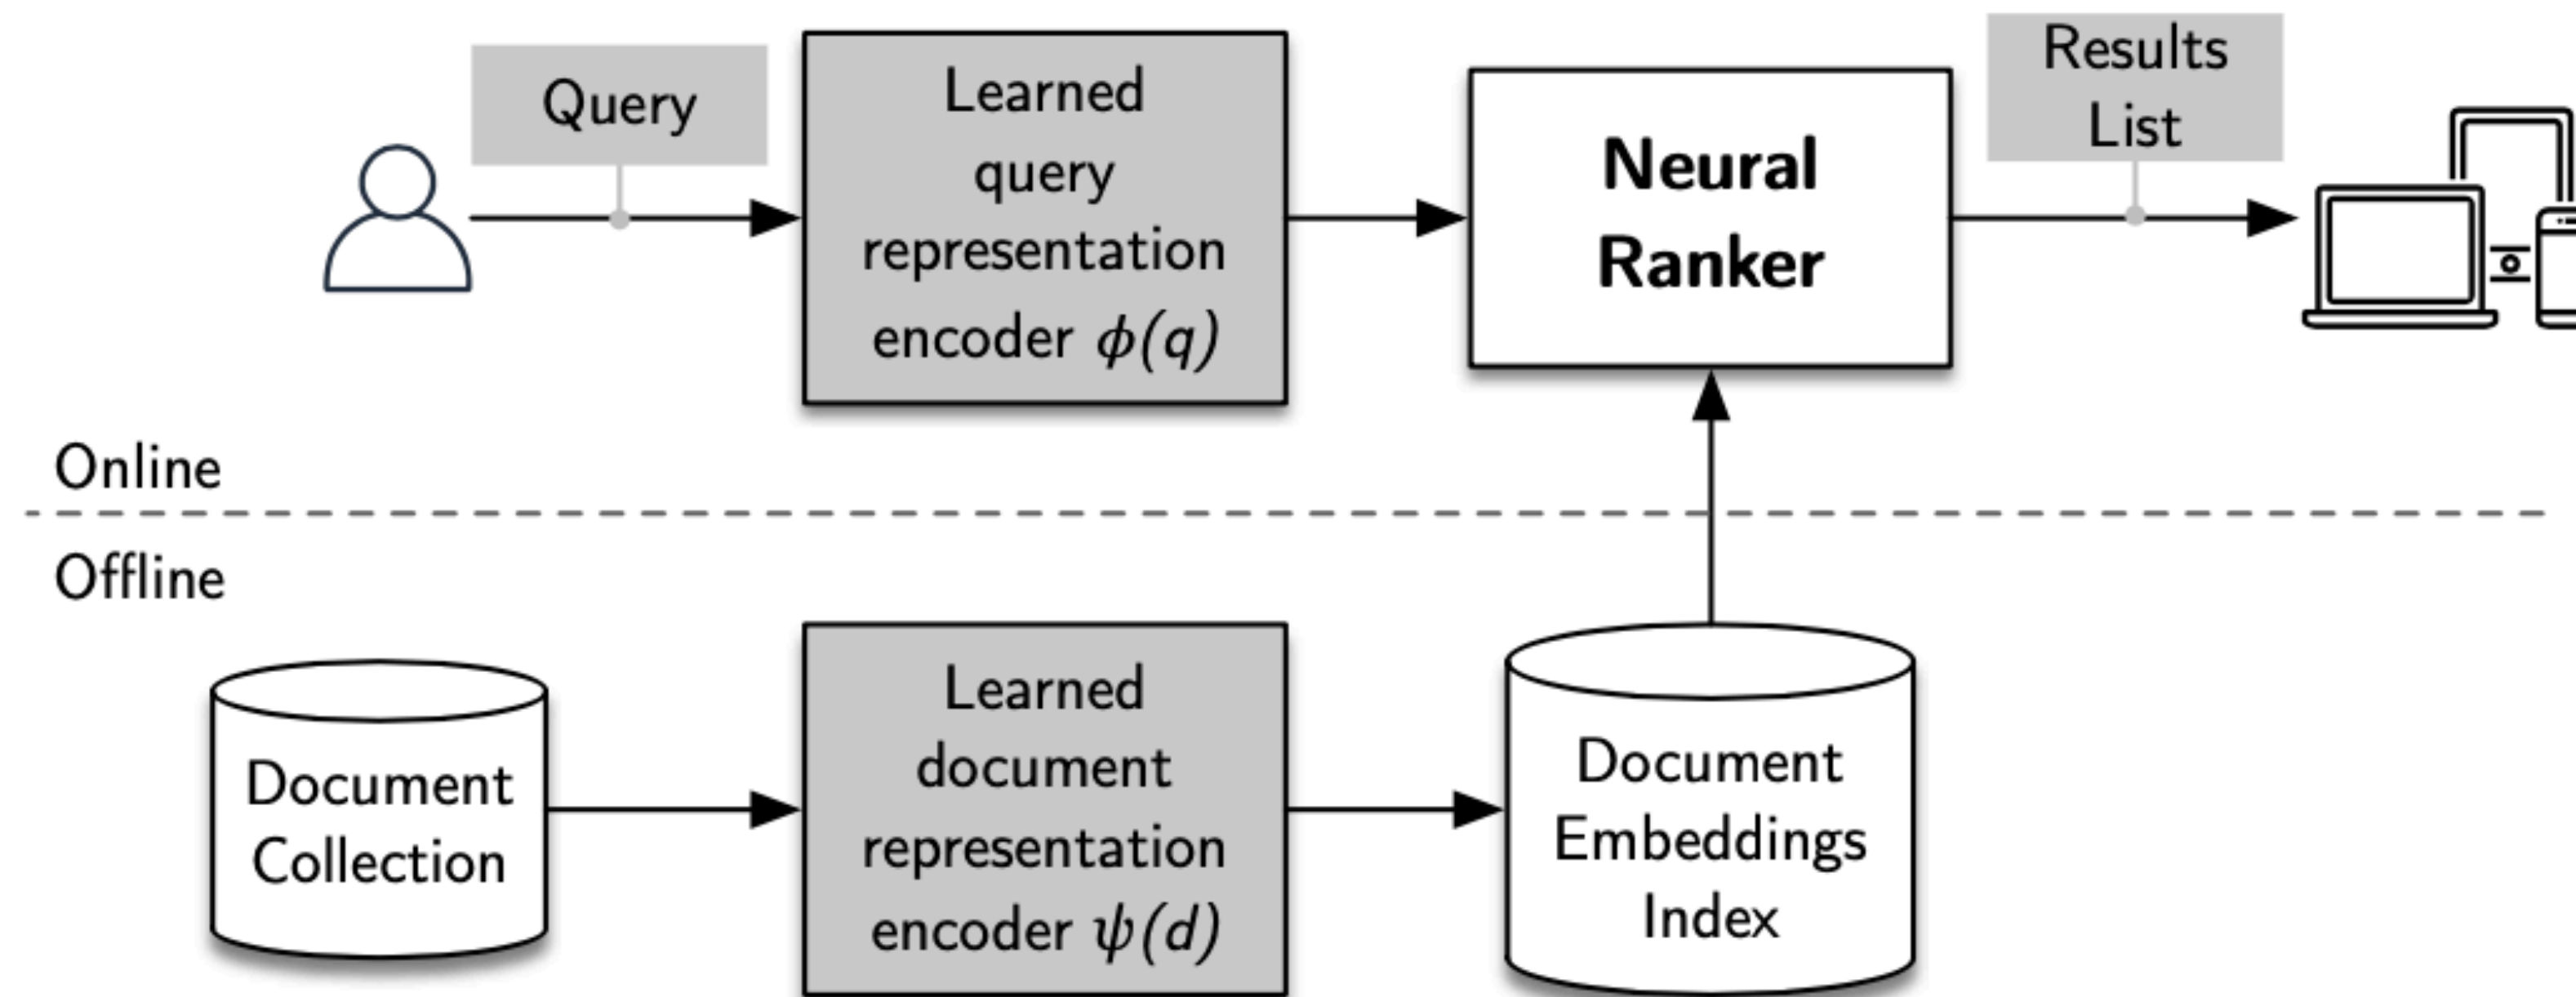 Query
Learned
query
representation
encoder ϕ(q)
Neural
Ranker
Results
List
Online
Offline
Document
Collection
Learned
document
representation
encoder ψ(d)
Document
Embeddings
Index